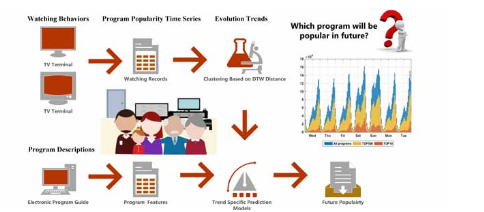 Watching Behaviors
Program Popularity Time Series
Evolution Trends
Which program will be
popular in future?
TV Terminal
Watching Records
Clustering Based on DTW Distance
TV Terminal
Wed Thu Fri Sat Sun Mon Tue
All programs TOP50 TOP10
Program Descriptions
Electronic Program Guide
Program Features
Trend Specific Prediction
Models
Future Popularity